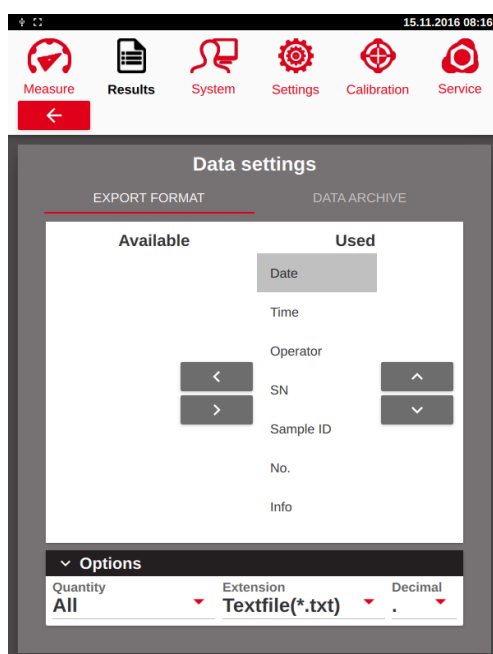 15.11.2016 08:16
Measure Results System Settings Calibration Service
Data settings
EXPORT FORMAT DATA ARCHIVE
Available Used
Date
Time
Operator
SN
Sample ID
No.
Info
Options
Quantity Extension Decimal
All Textfile(*.txt) .